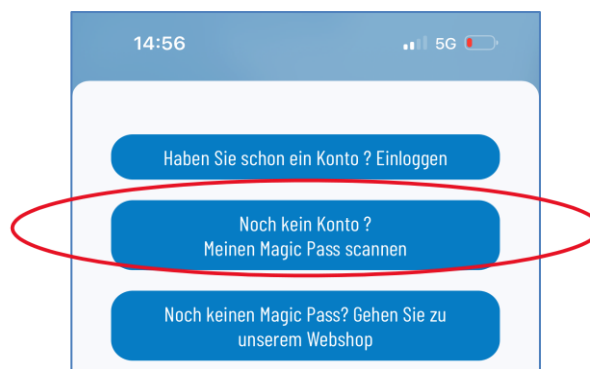 14:56 5G
Haben Sie schon ein Konto ? Einloggen
Noch kein Konto ?
Meinen Magic Pass scannen
Noch keinen Magic Pass? Gehen Sie zu
unserem Webshop